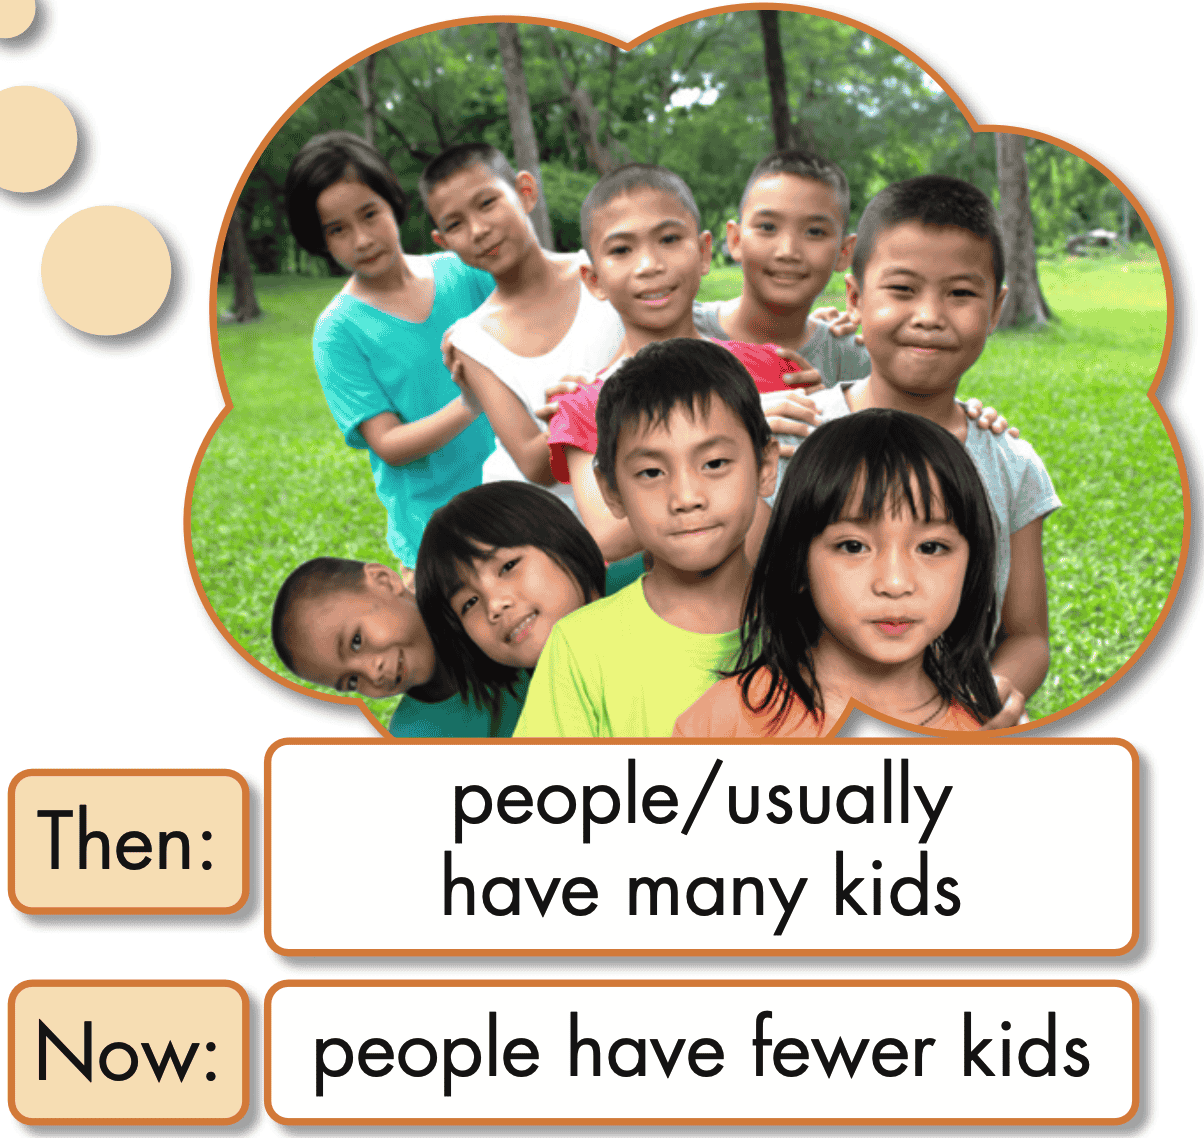 Then:
people/usually
have many kids
Now:
people have fewer kids